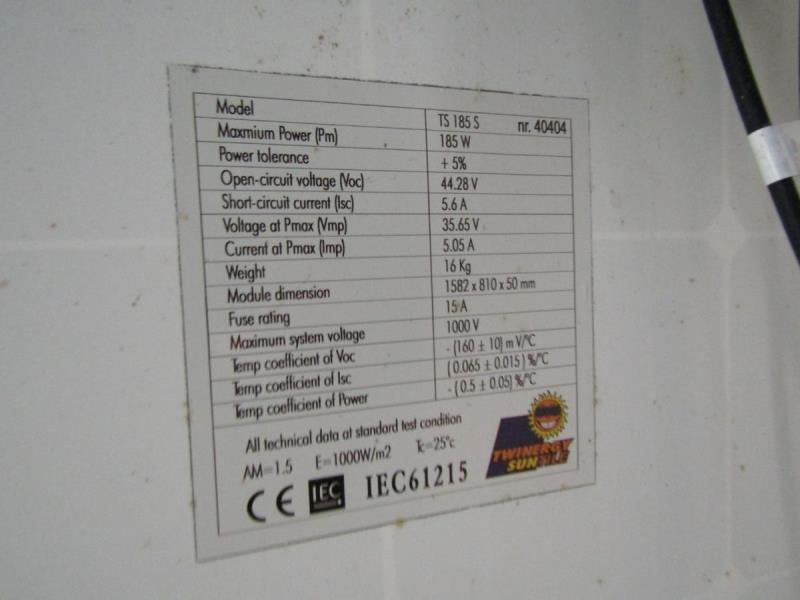 Model TS 185 S nr. 40404
Maxmium Power (Pm) 185 W
Power tolerance + 5%
Open-circuit voltage (Voc) 44.28 V
Short-circuit current (Isc) 5.6 A
Voltage at Pmax (Vmp) 35.65 V
Current at Pmax (Imp) 5.05 A
Weight 16 Kg
Module dimension 1582 x 810 x 50 mm
Fuse rating 15 A
Maximum system voltage 1000 V
Temp coefficient of Voc - (160 ± 10) m V/°C
Temp coefficient of Isc (0.065 ± 0.015) %/°C
Temp coefficient of Power - (0.5 ± 0.05) %/°C
All technical data at standard test condition
AM=1.5 E=1000W/m2 Tc=25°c
CE IEC IEC61215
TWINERGY
SUN